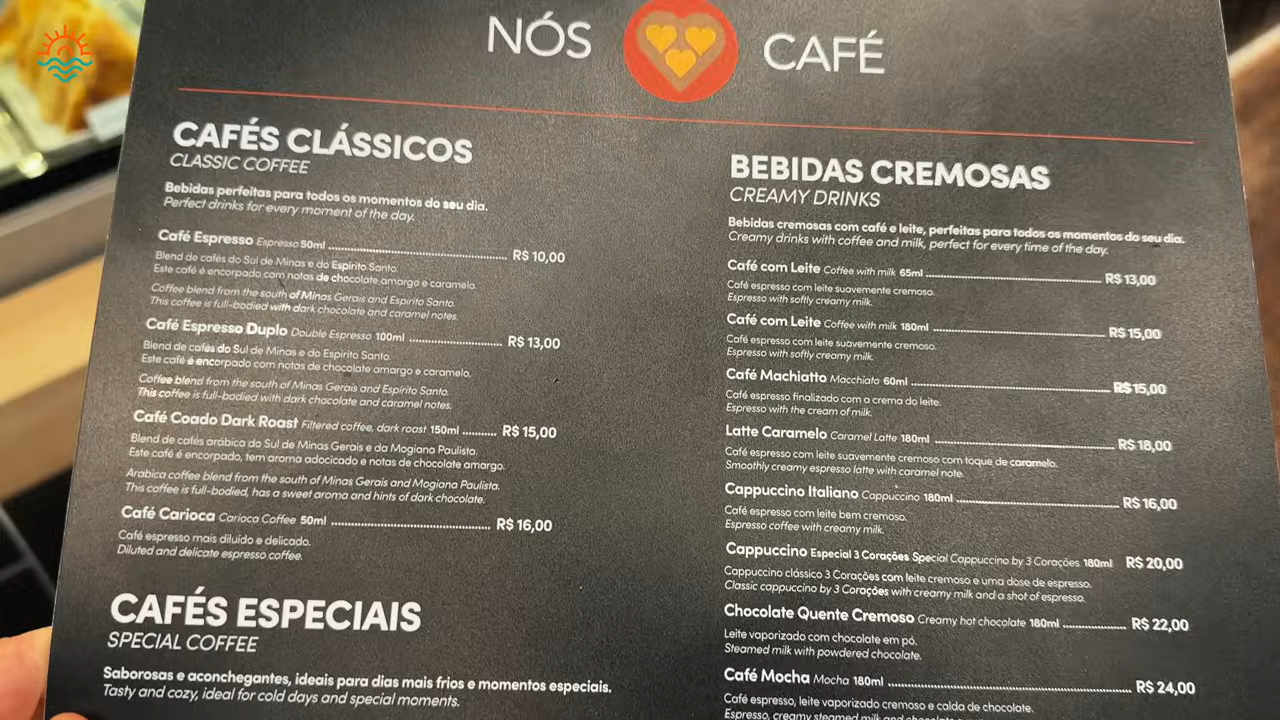 NÓS CAFÉ
CAFÉS CLÁSSICOS
CLASSIC COFFEE
Bebidas perfeitas para todos os momentos do seu dia.
Perfect drinks for every moment of the day.
Café Espresso Espresso 50ml R$ 10,00
Blend de cafés do Sul de Minas e do Espírito Santo.
Este café é encorpado com notas de chocolate amargo e caramelo.
Coffee blend from the south of Minas Gerais and Espírito Santo.
This coffee is full-bodied with dark chocolate and caramel notes.
Café Espresso Duplo Double Espresso 100ml R$ 13,00
Blend de cafés do Sul de Minas e do Espírito Santo.
Este café é encorpado com notas de chocolate amargo e caramelo.
Coffee blend from the south of Minas Gerais and Espírito Santo.
This coffee is full-bodied with dark chocolate and caramel notes.
Café Coado Dark Roast Filtered coffee, dark roast 150ml R$ 15,00
Blend de cafés arábica do Sul de Minas Gerais e da Mogiana Paulista.
Este café é encorpado, tem aroma adocicado e notas de chocolate amargo.
Arabica coffee blend from the south of Minas Gerais and Mogiana Paulista.
This coffee is full-bodied, has a sweet aroma and hints of dark chocolate.
Café Carioca Carioca Coffee 50ml R$ 16,00
Café espresso mais diluído e delicado.
Diluted and delicate espresso coffee.
CAFÉS ESPECIAIS
SPECIAL COFFEE
Saborosas e aconchegantes, ideais para dias mais frios e momentos especiais.
Tasty and cozy, ideal for cold days and special moments.
BEBIDAS CREMOSAS
CREAMY DRINKS
Bebidas cremosas com café e leite, perfeitas para todos os momentos do seu dia.
Creamy drinks with coffee and milk, perfect for every time of the day.
Café com Leite Coffee with milk 65ml R$ 13,00
Café espresso com leite suavemente cremoso.
Espresso with softly creamy milk.
Café com Leite Coffee with milk 180ml R$ 15,00
Café espresso com leite suavemente cremoso.
Espresso with softly creamy milk.
Café Machiatto Macchiato 60ml R$ 15,00
Café espresso finalizado com a crema do leite.
Espresso with the cream of milk.
Latte Caramelo Caramel Latte 180ml R$ 18,00
Café espresso com leite suavemente cremoso com toque de caramelo.
Smoothly creamy espresso latte with caramel note.
Cappuccino Italiano Cappuccino 180ml R$ 16,00
Café espresso com leite bem cremoso.
Espresso coffee with creamy milk.
Cappuccino Especial 3 Corações Special Cappuccino by 3 Corações 180ml R$ 20,00
Cappuccino clássico 3 Corações com leite cremoso e uma dose de espresso.
Classic cappuccino by 3 Corações with creamy milk and a shot of espresso.
Chocolate Quente Cremoso Creamy hot chocolate 180ml R$ 22,00
Leite vaporizado com chocolate em pó.
Steamed milk with powdered chocolate.
Café Mocha Mocha 180ml R$ 24,00
Café espresso, leite vaporizado cremoso e calda de chocolate.
Espresso, creamy steamed milk and chocolate